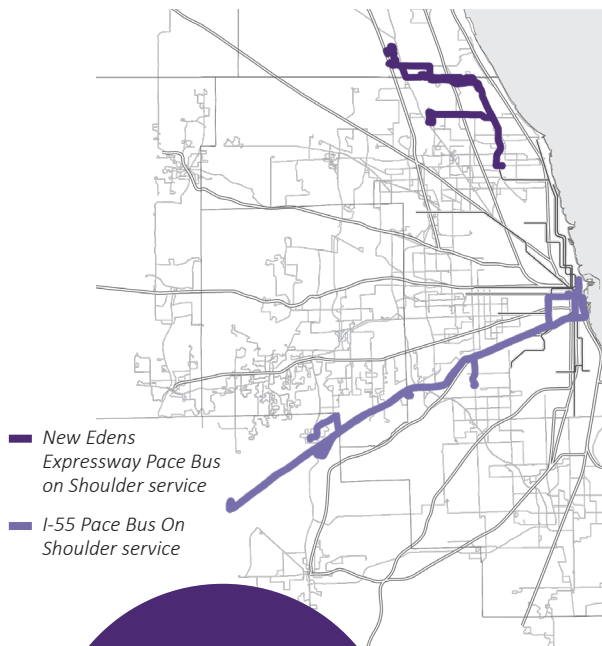 New Edens
Expressway Pace Bus
on Shoulder service
I-55 Pace Bus On
Shoulder service